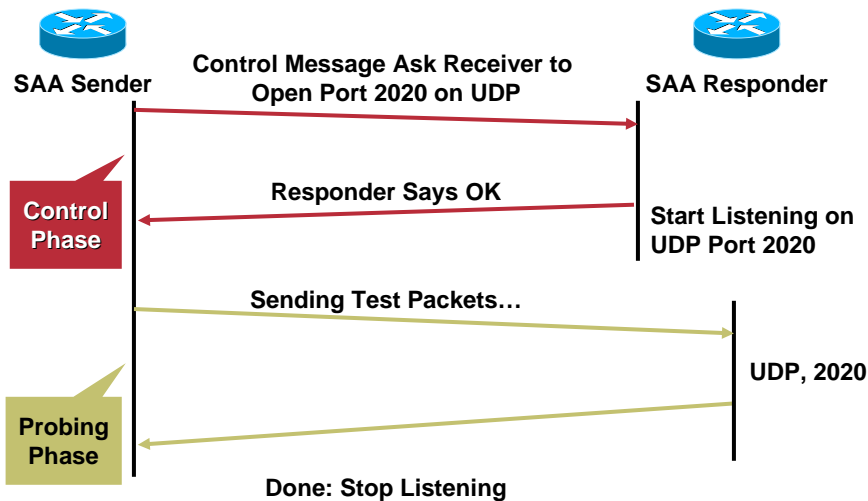 SAA Sender
Control Message Ask Receiver to
Open Port 2020 on UDP
SAA Responder
Control
Phase
Responder Says OK
Start Listening on
UDP Port 2020
Sending Test Packets…
UDP, 2020
Probing
Phase
Done: Stop Listening